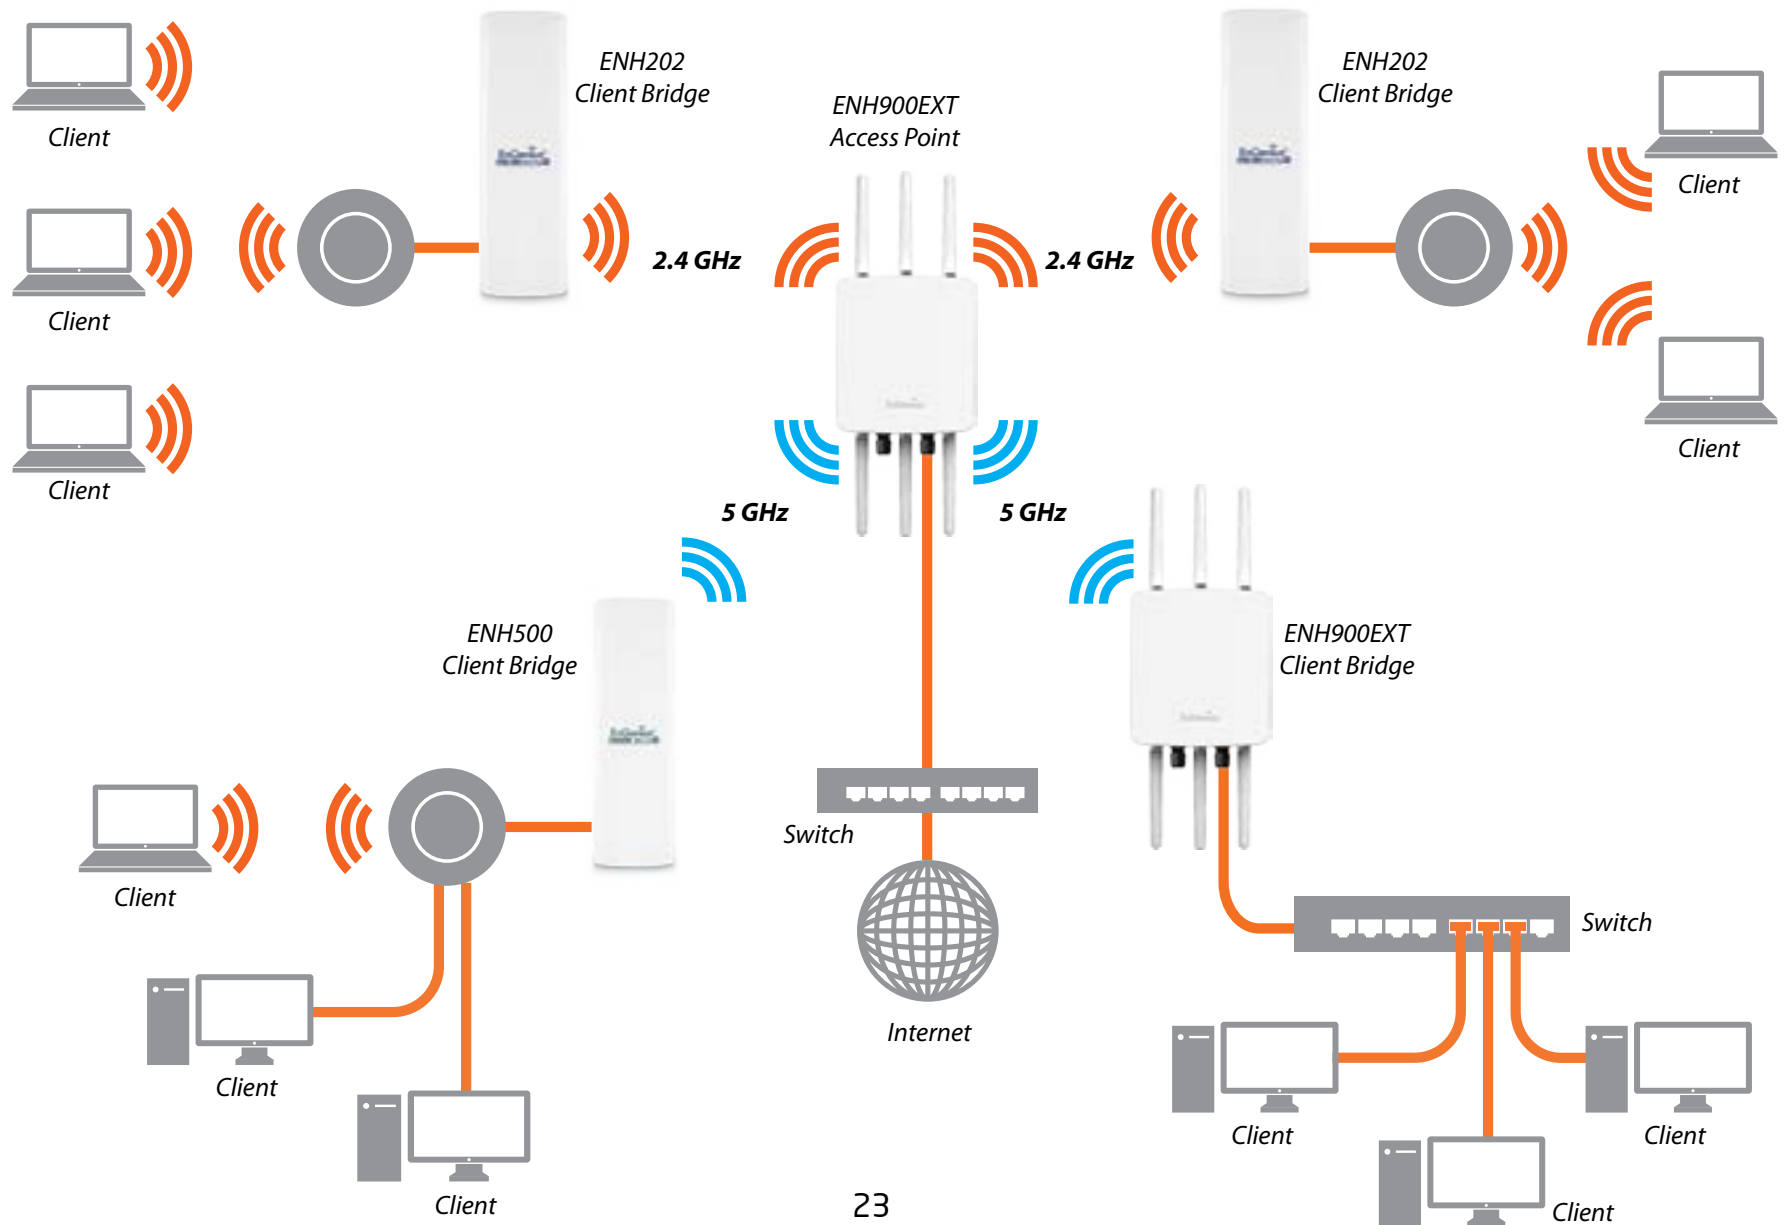 ENH202
Client Bridge
ENH202
Client Bridge
ENH900EXT
Access Point
Client
Client
2.4 GHz
2.4 GHz
Client
Client
Client
5 GHz
5 GHz
ENH500
Client Bridge
ENH900EXT
Client Bridge
Switch
Client
Switch
Internet
Client
Client
Client
Client
Client
23